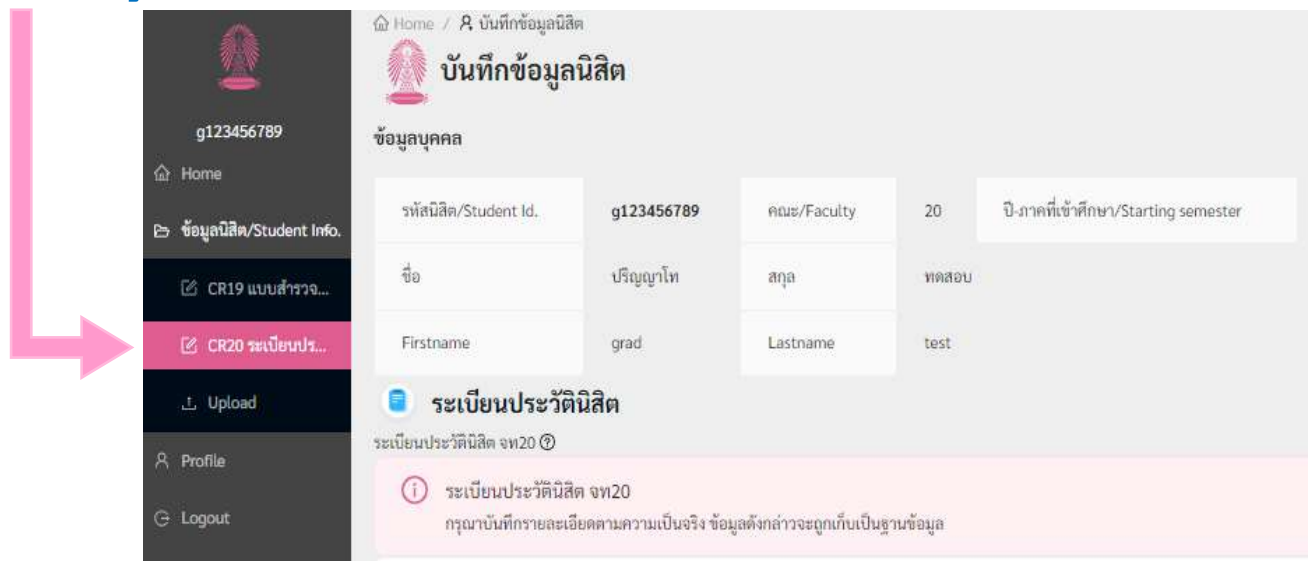 Home / บันทึกข้อมูลนิสิต
บันทึกข้อมูลนิสิต
g123456789
Home
ข้อมูลนิสิต/Student Info.
CR19 แบบสำรวจ...
CR20 ระเบียนปร...
Upload
Profile
Logout
ข้อมูลบุคคล
รหัสนิสิต/Student Id. g123456789 คณะ/Faculty 20 ปี-ภาคที่เข้าศึกษา/Starting semester
ชื่อ ปริญญาโท สกุล ทดสอบ
Firstname grad Lastname test
ระเบียนประวัตินิสิต
ระเบียนประวัตินิสิต จท20
ระเบียนประวัตินิสิต จท20
กรุณาบันทึกรายละเอียดตามความเป็นจริง ข้อมูลดังกล่าวจะถูกเก็บเป็นฐานข้อมูล